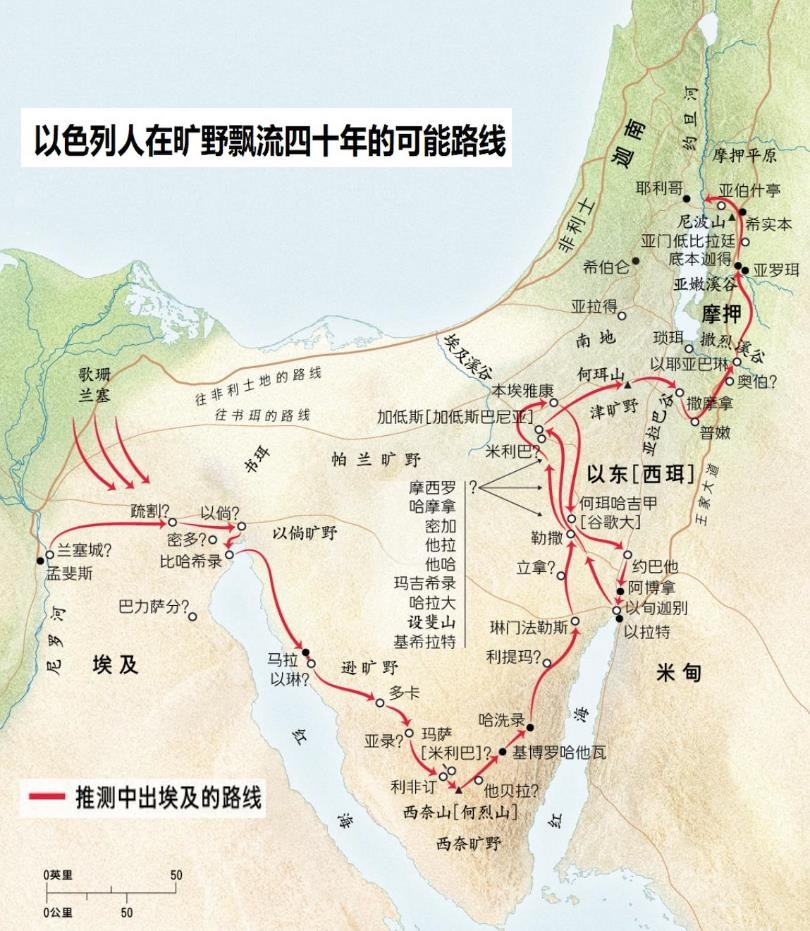 以色列人在旷野飘流四十年的可能路线
迦南
约旦河
摩押平原
耶利哥
亚伯什亭
尼波山
希实本
非利士
亚门低比拉廷
底本迦得
希伯仑
亚罗珥
亚嫩溪谷
亚拉得
摩押
埃及溪谷
南地
琐珥
撒烈溪谷
以耶亚巴琳
歌珊
兰塞
往非利士地的路线
何珥山
奥伯?
本埃雅康
撒摩拿
往书珥的路线
加低斯[加低斯巴尼亚]
津旷野
亚拉巴谷
普嫩
米利巴?
书珥
帕兰旷野
以东[西珥]
王家大道
摩西罗
?
哈摩拿
密加
他拉
他哈
玛吉希录
哈拉大
设斐山
基希拉特
何珥哈吉甲
[谷歌大]
疏割?
以倘?
以倘旷野
勒撒
密多?
兰塞城?
比哈希录
孟斐斯
立拿?
约巴他
阿博拿
以旬迦别
以拉特
巴力萨分?
琳门法勒斯
尼罗河
埃及
马拉
以琳?
逊旷野
利提玛?
米甸
多卡
哈洗录
亚录?
玛萨
[米利巴]?
基博罗哈他瓦
红海
红海
利非订
他贝拉?
西奈山[何烈山]
西奈旷野
推测中出埃及的路线
0英里
50
0公里
50